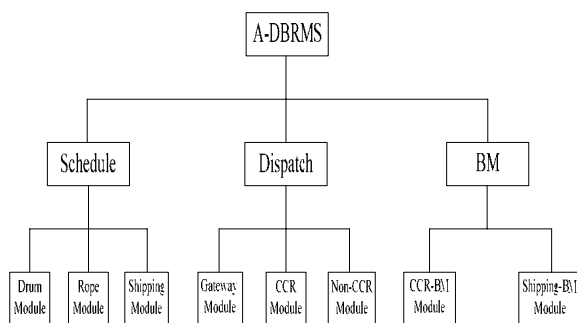 A-DBRMS
Schedule
Dispatch
BM
Drum
Module
Rope
Module
Shipping
Module
Gateway
Module
CCR
Module
Non-CCR
Module
CCR-BM
Module
Shipping-BM
Module